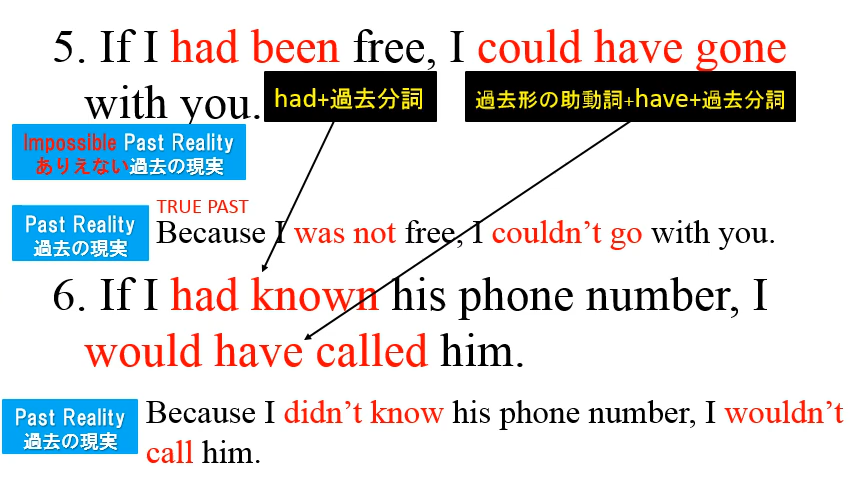 5. If I had been free, I could have gone
with you.
had+過去分詞
過去形の助動詞+have+過去分詞
Impossible Past Reality
ありえない過去の現実
TRUE PAST
Past Reality
過去の現実
Because I was not free, I couldn’t go with you.
6. If I had known his phone number, I
would have called him.
Past Reality
過去の現実
Because I didn’t know his phone number, I wouldn’t
call him.